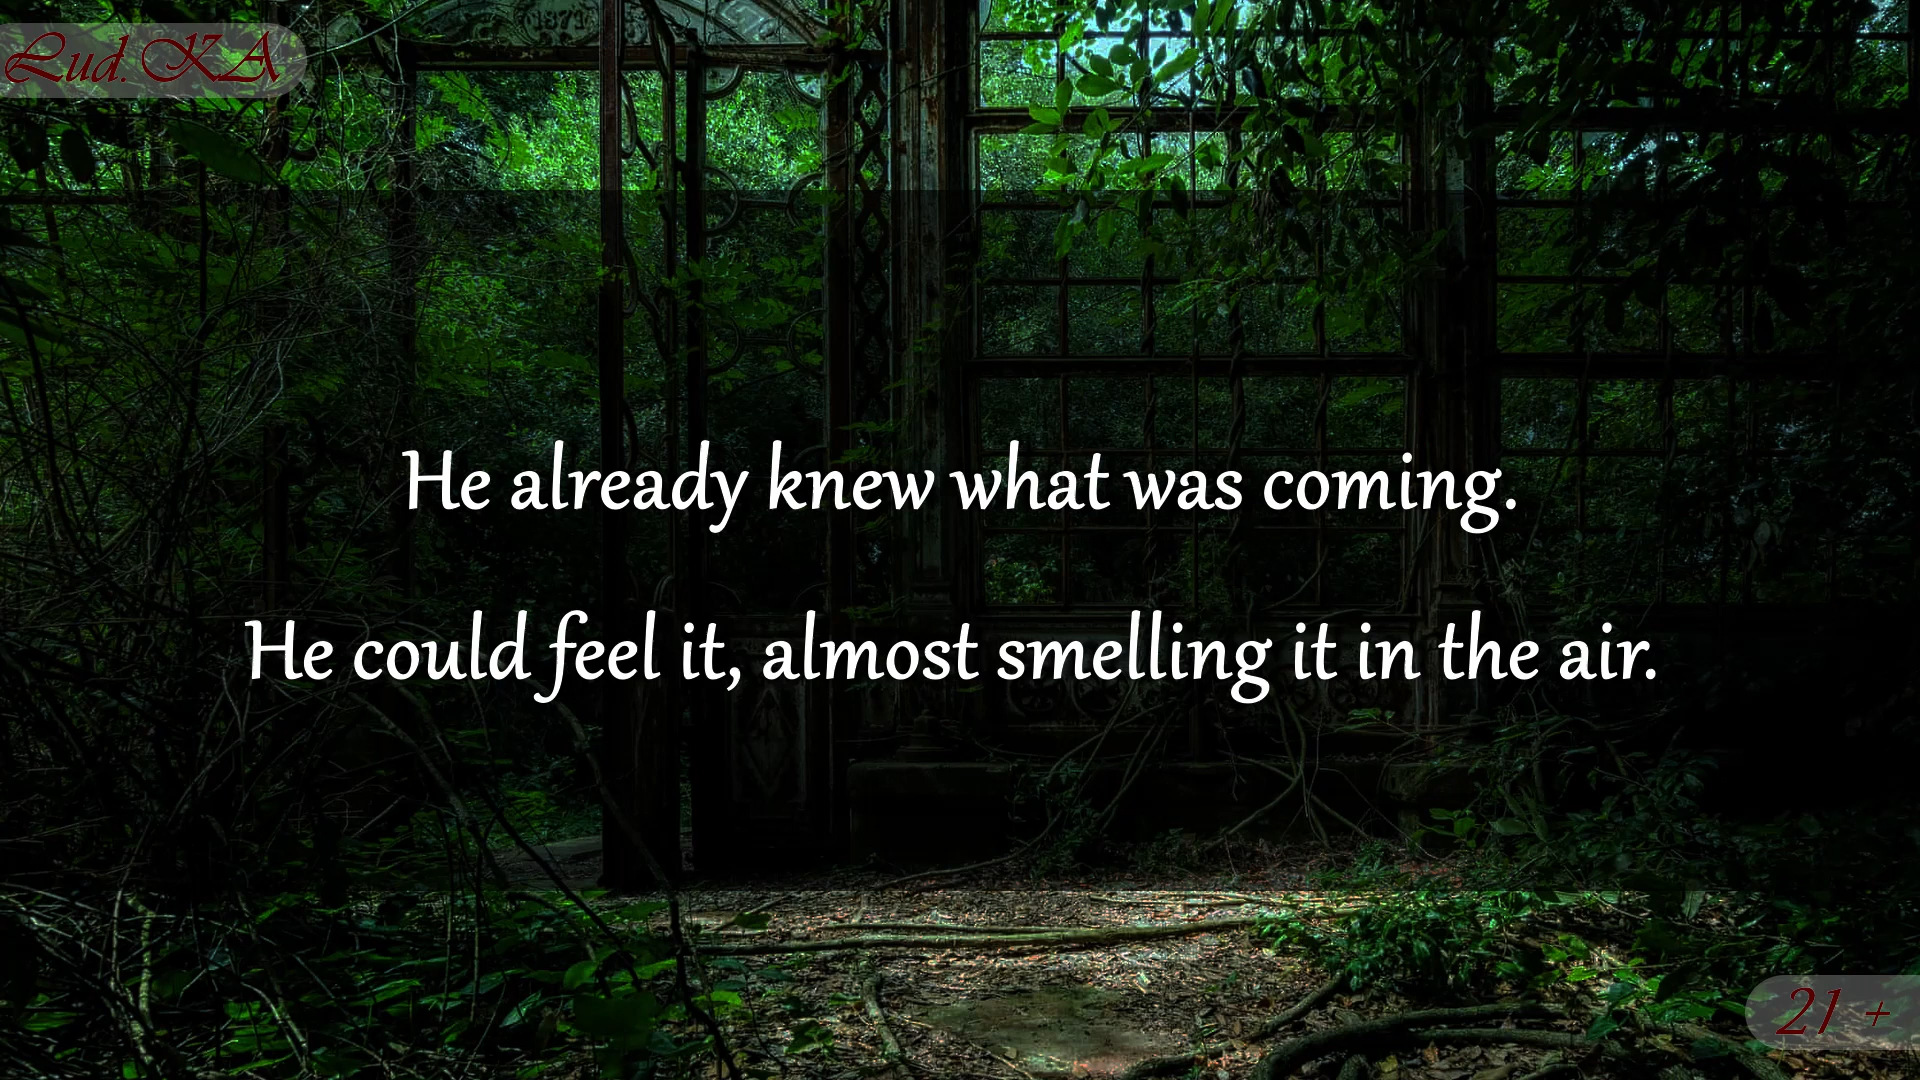 1871
Lud. KA
He already knew what was coming.
He could feel it, almost smelling it in the air.
21 +